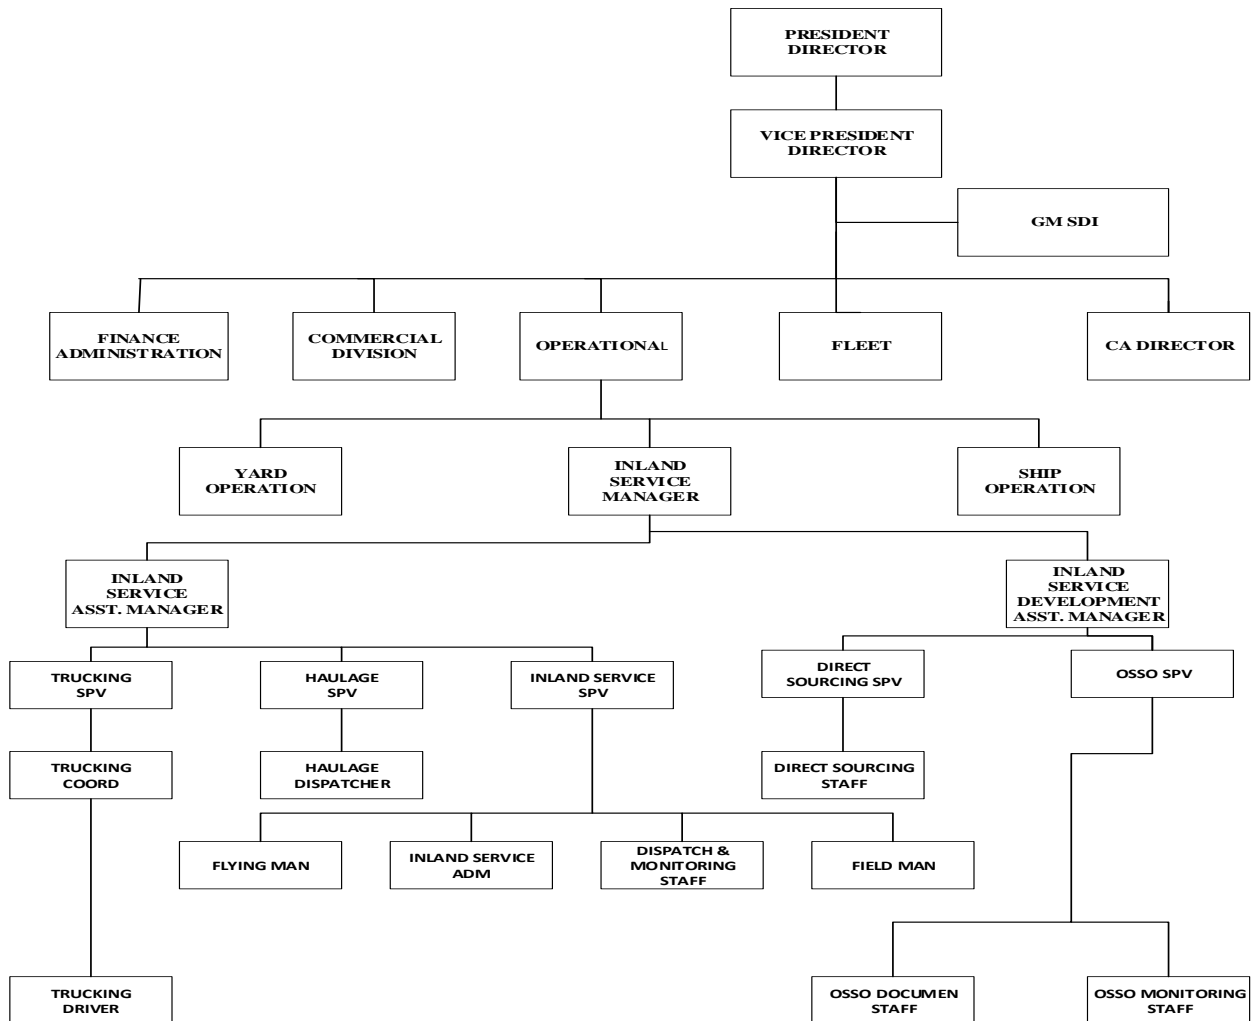 PRESIDENT
DIRECTOR
VICE PRESIDENT
DIRECTOR
GM SDI
FINANCE
ADMINISTRATION
COMMERCIAL
DIVISION
OPERATIONAL
FLEET
CA DIRECTOR
YARD
OPERATION
INLAND
SERVICE
MANAGER
SHIP
OPERATION
INLAND
SERVICE
ASST. MANAGER
INLAND
SERVICE
DEVELOPMENT
ASST. MANAGER
TRUCKING
SPV
HAULAGE
SPV
INLAND SERVICE
SPV
DIRECT
SOURCING SPV
OSSO SPV
TRUCKING
COORD
HAULAGE
DISPATCHER
DIRECT SOURCING
STAFF
FLYING MAN
INLAND SERVICE
ADM
DISPATCH &
MONITORING
STAFF
FIELD MAN
TRUCKING
DRIVER
OSSO DOCUMEN
STAFF
OSSO MONITORING
STAFF